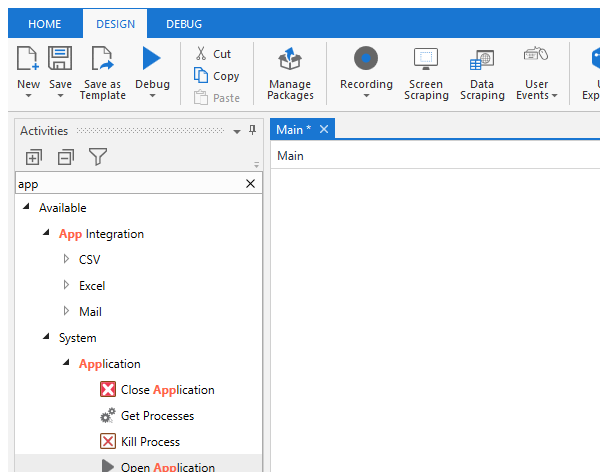 HOME DESIGN DEBUG
New Save Save as Template Debug Cut Copy Paste Manage Packages Recording Screen Scraping Data Scraping User Events
Activities
Main *
app
Main
Available
App Integration
CSV
Excel
Mail
System
Application
Close Application
Get Processes
Kill Process
Open Application